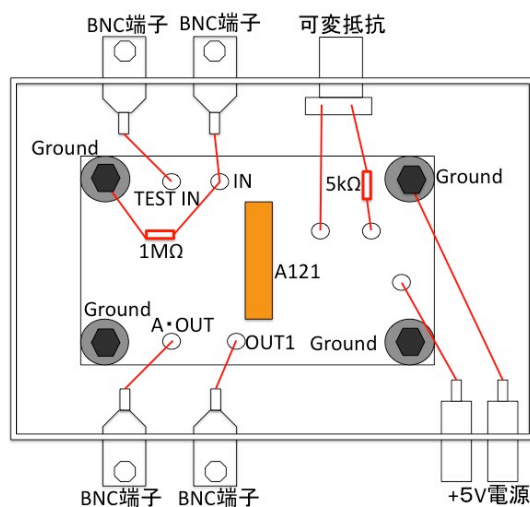 BNC端子
BNC端子
可変抵抗
Ground
TEST IN
IN
5kΩ
Ground
1MΩ
A121
Ground
A・OUT
OUT1
Ground
BNC端子
BNC端子
+5V電源